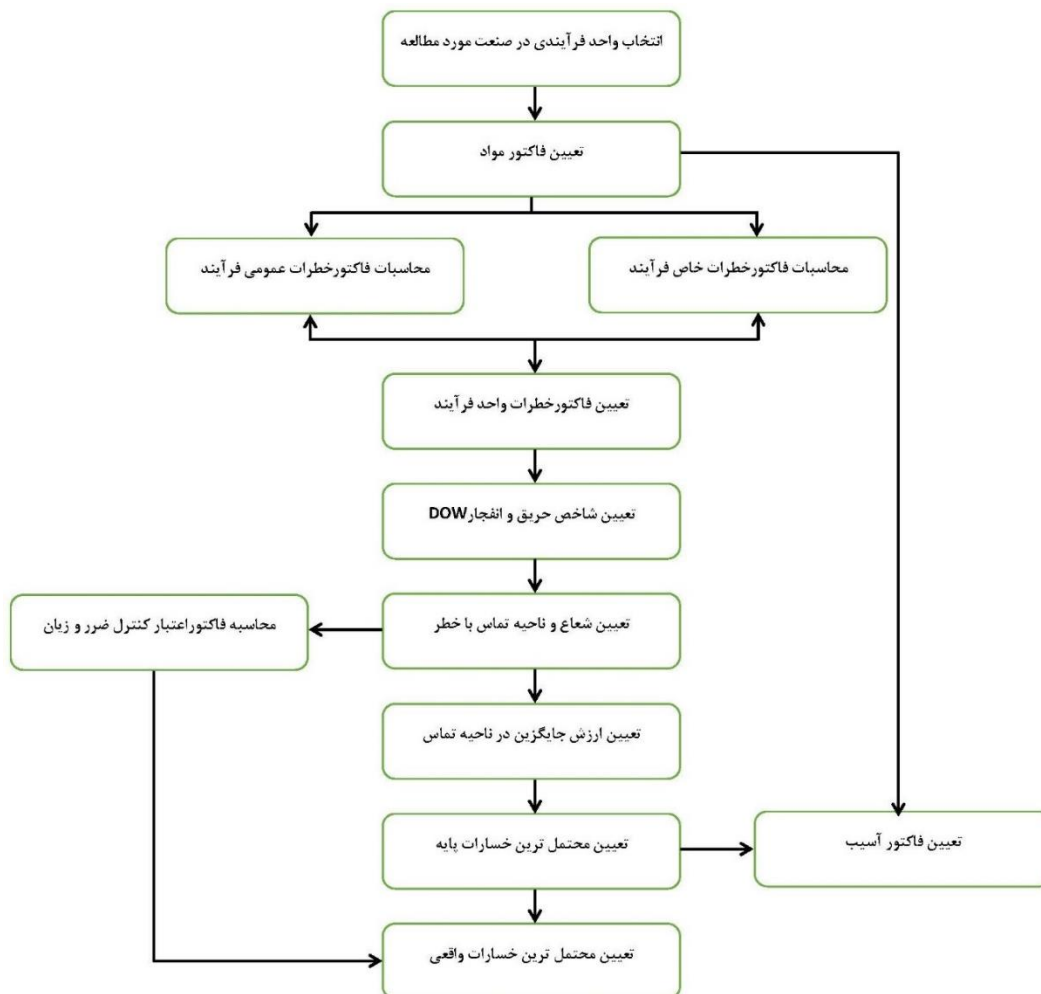 انتخاب واحد فرآیندی در صنعت مورد مطالعه
تعیین فاکتور مواد
محاسبات فاکتورخطرات خاص فرآیند
محاسبات فاکتورخطرات عمومی فرآیند
تعیین فاکتورخطرات واحد فرآیند
تعیین شاخص حریق و انفجارDOW
تعیین شعاع و ناحیه تماس با خطر
محاسبه فاکتوراعتبار کنترل ضرر و زیان
تعیین ارزش جایگزین در ناحیه تماس
تعیین محتمل ترین خسارات پایه
تعیین فاکتور آسیب
تعیین محتمل ترین خسارات واقعی